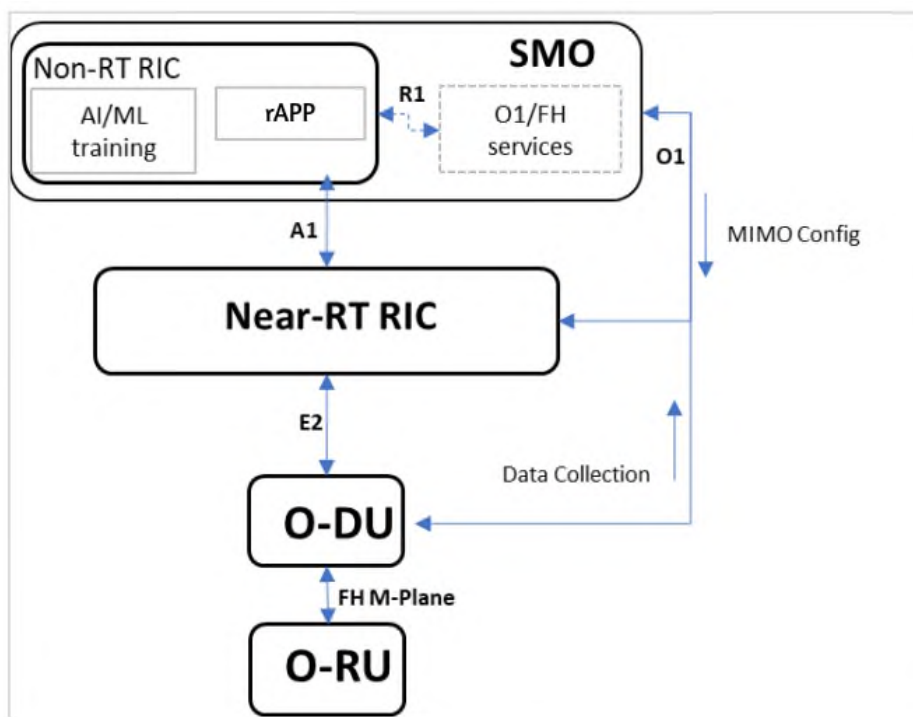 SMO
Non-RT RIC
AI/ML
training
rAPP
R1
O1/FH
services
O1
A1
MIMO Config
Near-RT RIC
E2
Data Collection
O-DU
FH M-Plane
O-RU